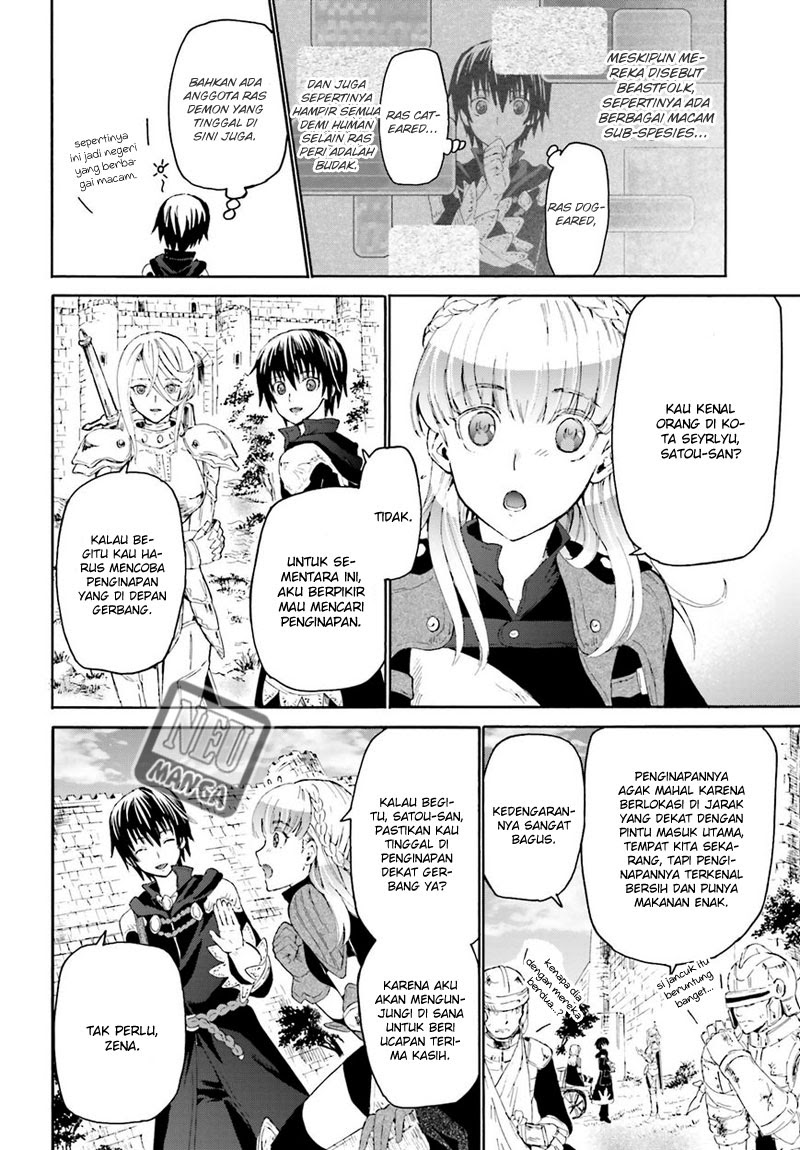 MESKIPUN ME-
REKA DISEBUT
BEASTFOLK,
SEPERTINYA ADA
BERBAGAI MACAM
SUB-SPESIES...
RAS DOG-
EARED,
RAS CAT-
EARED...
DAN JUGA
SEPERTINYA
HAMPIR SEMUA
DEMI HUMAN
SELAIN RAS
PERI ADALAH
BUDAK.
BAHKAN ADA
ANGGOTA RAS
DEMON YANG
TINGGAL DI
SINI JUGA.
sepertinya
ini jadi negeri
yang berba-
gai macam.
KAU KENAL
ORANG DI KO-
TA SEYRLYU,
SATOU-SAN?
TIDAK.
UNTUK SE-
MENTARA INI,
AKU BERPIKIR
MAU MENCARI
PENGINAPAN.
KALAU BE-
GITU KAU HA-
RUS MENCOBA
PENGINAPAN
YANG DI DEPAN
GERBANG.
PENGINAPANNYA
AGAK MAHAL KARENA
BERLOKASI DI JARAK
YANG DEKAT DENGAN
PINTU MASUK UTAMA,
TEMPAT KITA SEKA-
RANG, TAPI PENGI-
NAPANNYA TERKENAL
BERSIH DAN PUNYA
MAKANAN ENAK.
KEDENGARAN-
NYA SANGAT
BAGUS.
si jancuk itu
beruntung
banget...
kenapa dia
dengan mereka
berdua...?
KALAU BEGI-
TU, SATOU-SAN,
PASTIKAN KAU
TINGGAL DI
PENGINAPAN
DEKAT GER-
BANG YA?
KARENA AKU
AKAN MENGUN-
JUNGI DI SANA
UNTUK BERI
UCAPAN TERI-
MA KASIH.
TAK PERLU,
ZENA.
NEU
MANGA